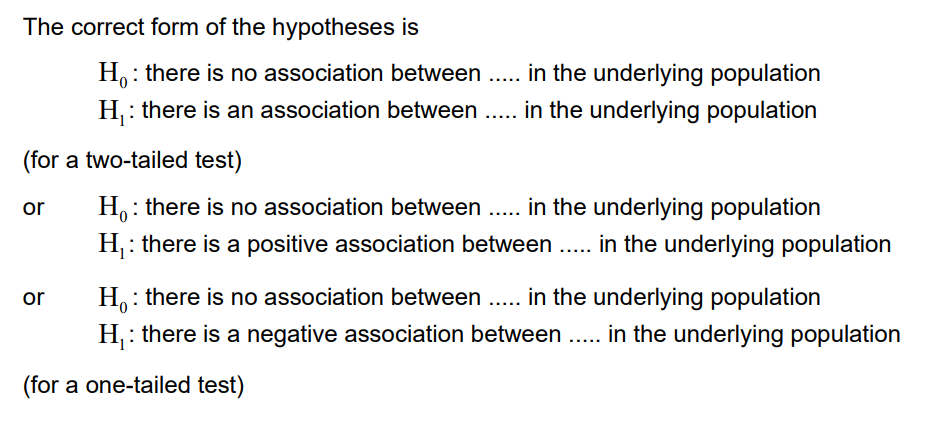 The correct form of the hypotheses is
H₀ : there is no association between ..... in the underlying population
H₁ : there is an association between ..... in the underlying population
(for a two-tailed test)
or H₀ : there is no association between ..... in the underlying population
H₁ : there is a positive association between ..... in the underlying population
or H₀ : there is no association between ..... in the underlying population
H₁ : there is a negative association between ..... in the underlying population
(for a one-tailed test)